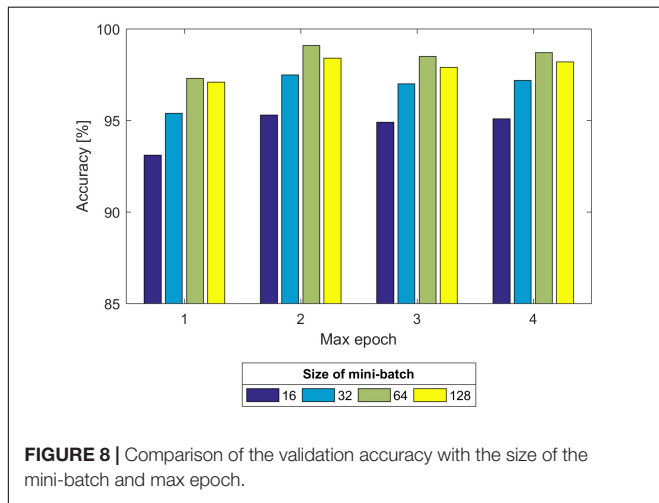 100
95
90
85
Accuracy [%]
1 2 3 4
Max epoch
Size of mini-batch
16 32 64 128
FIGURE 8 | Comparison of the validation accuracy with the size of the
mini-batch and max epoch.